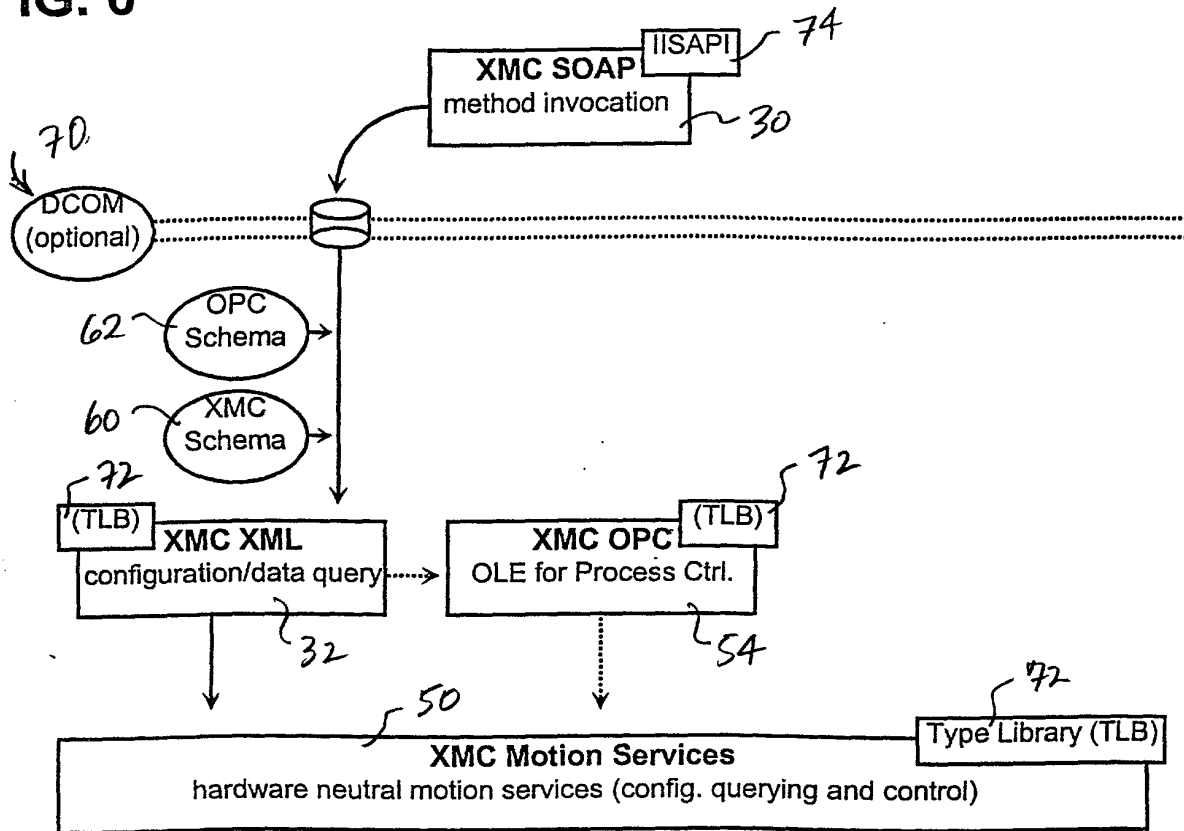 IG. 6
IISAPI
74
XMC SOAP
method invocation
30
70
DCOM
(optional)
OPC
Schema
62
XMC
Schema
60
72
(TLB)
XMC XML
configuration/data query
32
72
(TLB)
XMC OPC
OLE for Process Ctrl.
54
50
72
Type Library (TLB)
XMC Motion Services
hardware neutral motion services (config. querying and control)